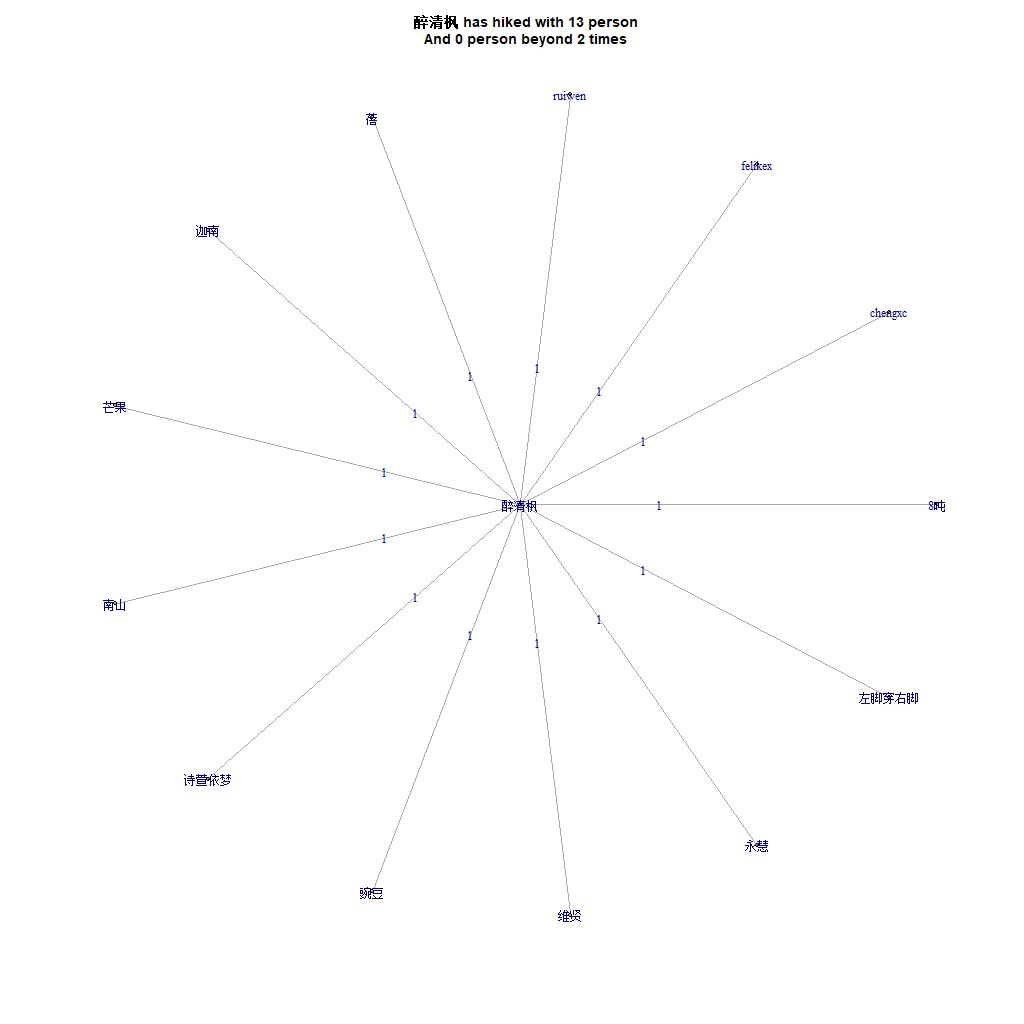 醉清枫 has hiked with 13 person
And 0 person beyond 2 times
ruiwen
蓿
felikex
迦南
chengxc
1
1
1
1
芒果
1
1
醉清枫
1
8吨
1
1
1
南山
1
1
1
左脚穿右脚
诗萱依梦
永慧
豌豆
维贤